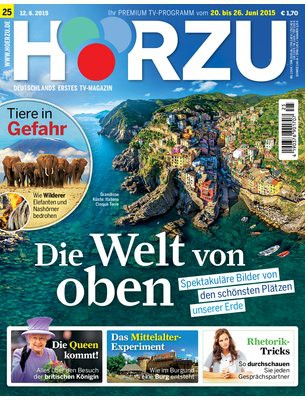 25
12. 6. 2015
Ihr PREMIUM TV-PROGRAMM vom 20. bis 26. Juni 2015
€ 1,70
WWW.HOERZU.DE
HÖRZU
DEUTSCHLANDS ERSTES TV-MAGAZIN
Tiere in
Gefahr
Wie Wilderer
Elefanten und
Nashörner
bedrohen
Grandiose
Küste: Italiens
Cinque Terre
Die Welt von
oben
Spektakuläre Bilder von
den schönsten Plätzen
unserer Erde
Die Queen
kommt!
Alles über den Besuch
der britischen Königin
Das Mittelalter-
Experiment
Wie im Burgund
eine Burg entsteht
Rhetorik-
Tricks
So durchschauen
Sie jeden
Gesprächspartner